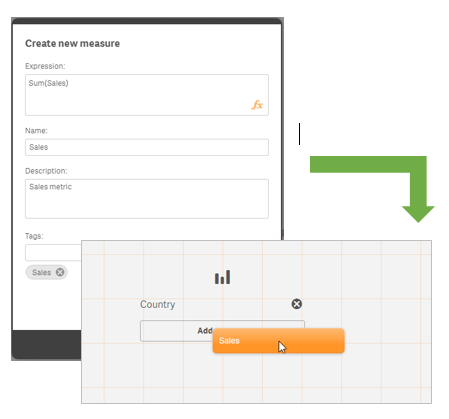 Create new measure
Expression:
Sum(Sales)
fx
Name:
Sales
Description:
Sales metric
Tags:
Sales
Country
Add
Sales